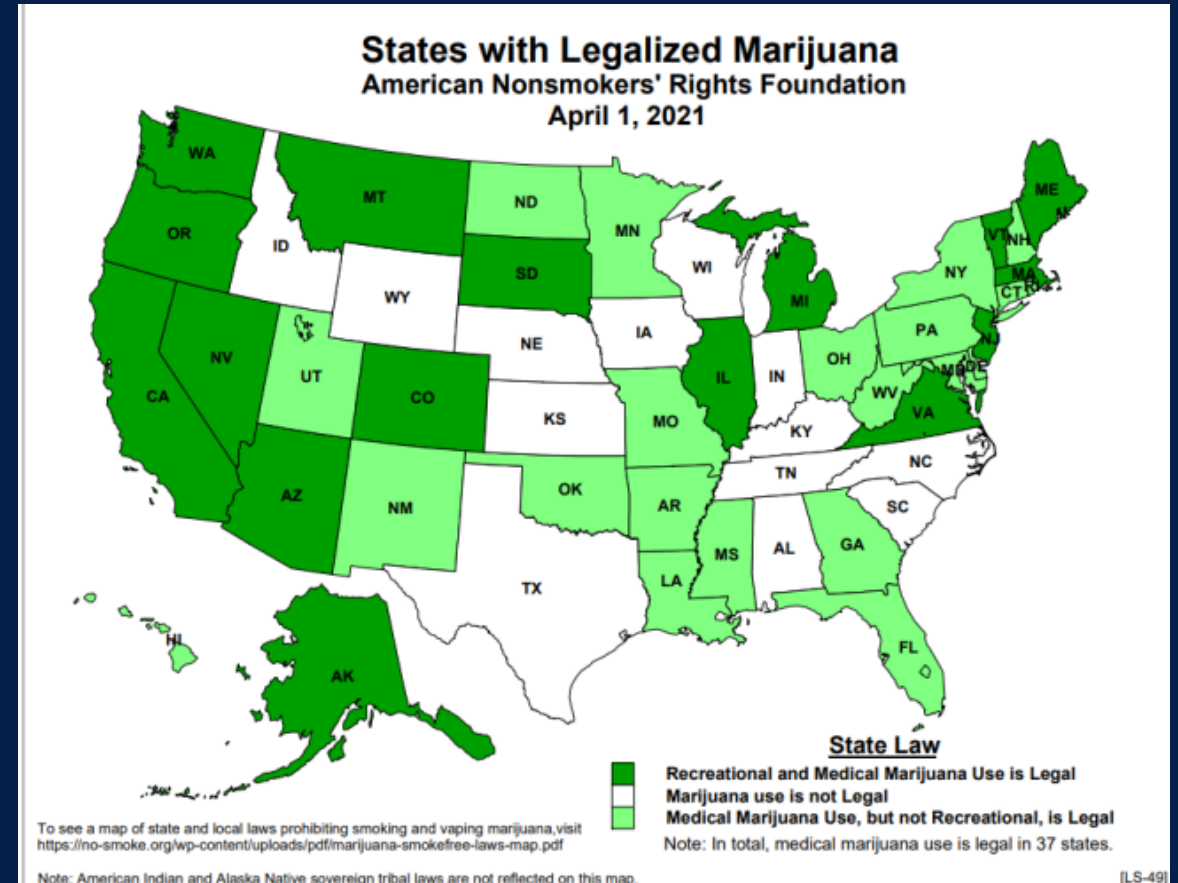 States with Legalized Marijuana
American Nonsmokers' Rights Foundation
April 1, 2021
WA
MT
ND
MN
ME
OR
ID
SD
WI
VT
NH
NY
MA
WY
MI
CT
RI
IA
PA
NE
NJ
NV
UT
CO
IL
IN
OH
MD
DE
CA
KS
MO
WV
VA
KY
AZ
NM
OK
TN
NC
AR
SC
MS
AL
GA
TX
LA
HI
AK
FL
State Law
Recreational and Medical Marijuana Use is Legal
Marijuana use is not Legal
Medical Marijuana Use, but not Recreational, is Legal
To see a map of state and local laws prohibiting smoking and vaping marijuana,visit
https://no-smoke.org/wp-content/uploads/pdf/marijuana-smokefree-laws-map.pdf
Note: In total, medical marijuana use is legal in 37 states.
Note: American Indian and Alaska Native sovereign tribal laws are not reflected on this map.
[LS-49]